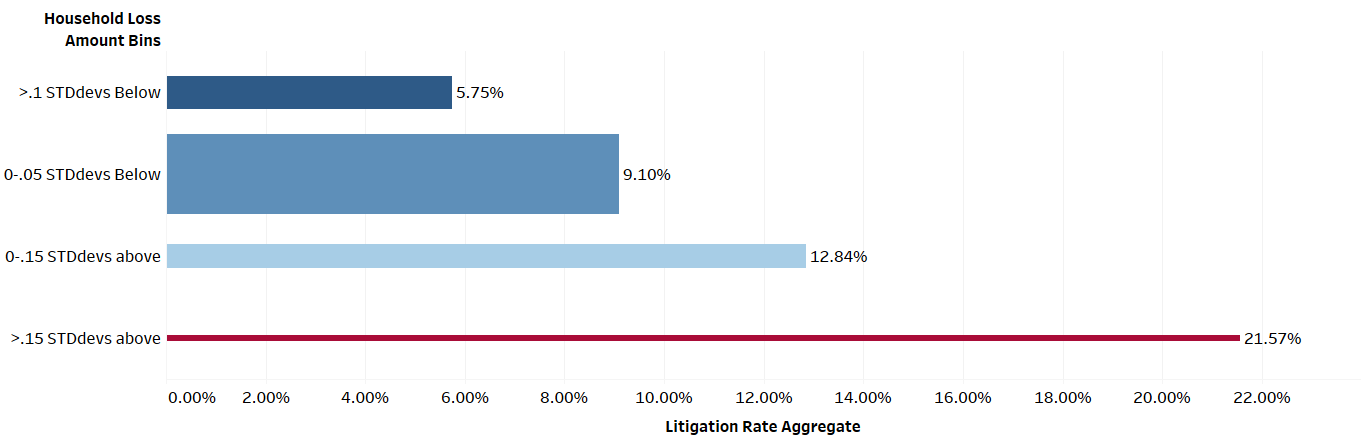 Household Loss
Amount Bins
>.1 STDdevs Below
5.75%
0-.05 STDdevs Below
9.10%
0-.15 STDdevs above
12.84%
>.15 STDdevs above
21.57%
0.00% 2.00% 4.00% 6.00% 8.00% 10.00% 12.00% 14.00% 16.00% 18.00% 20.00% 22.00%
Litigation Rate Aggregate